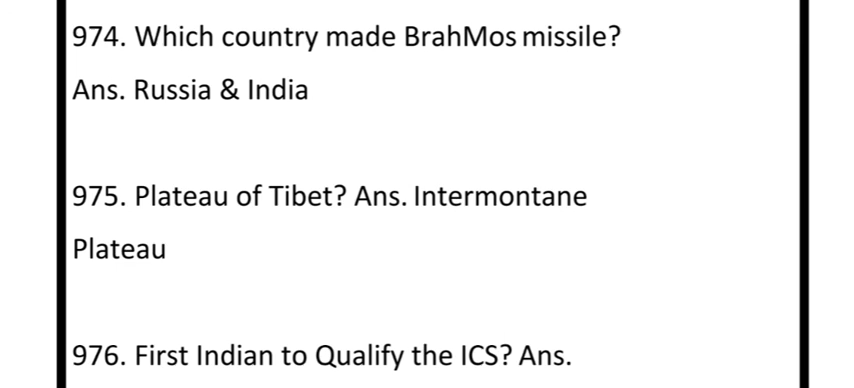 974. Which country made BrahMos missile?
Ans. Russia & India
975. Plateau of Tibet? Ans. Intermontane
Plateau
976. First Indian to Qualify the ICS? Ans.